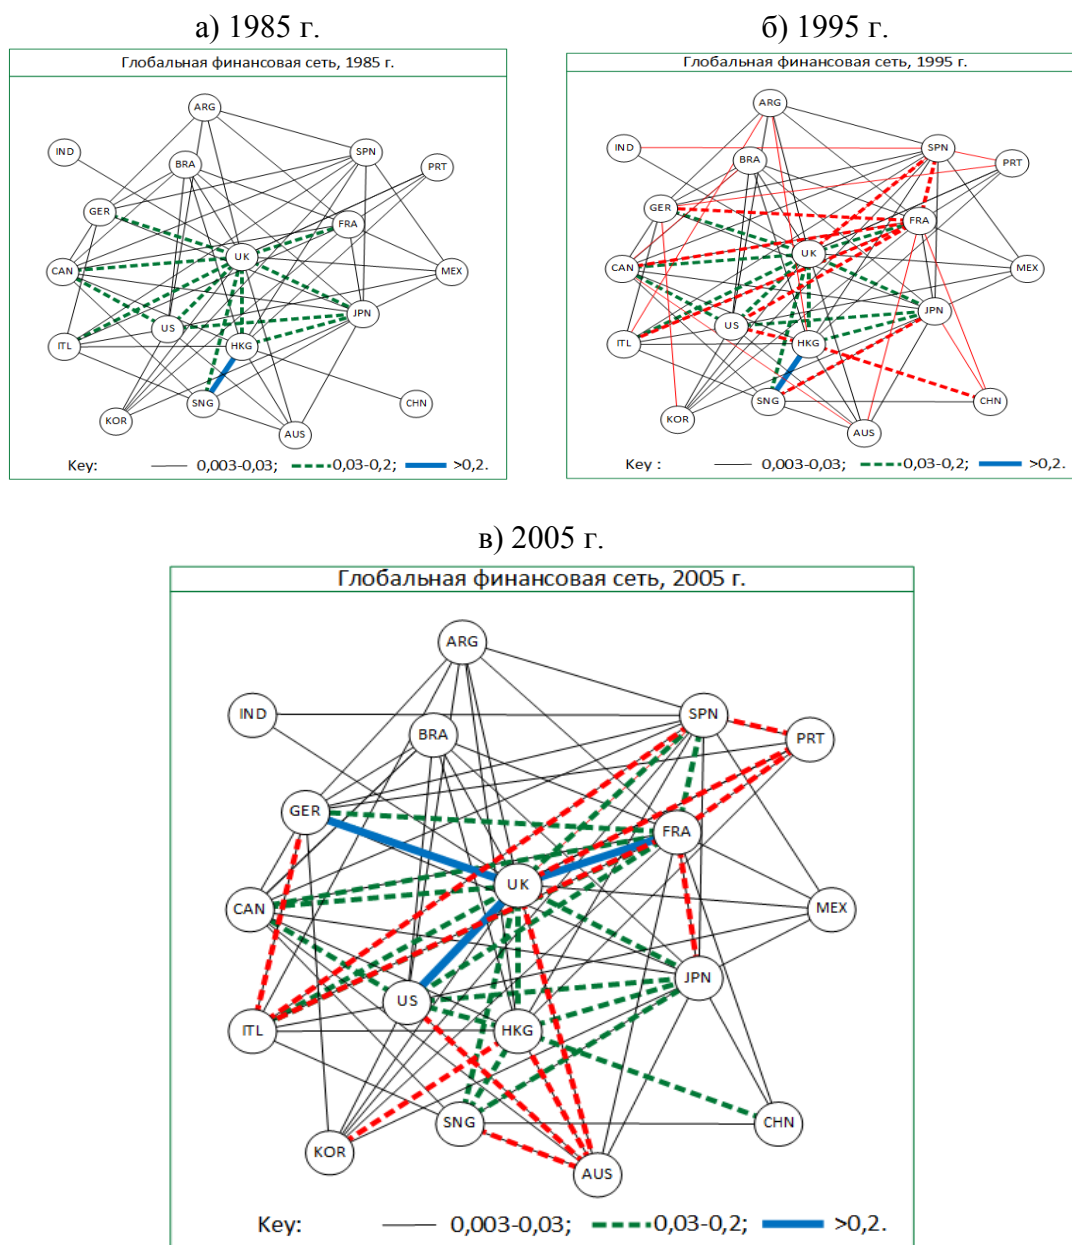 а) 1985 г.
Глобальная финансовая сеть, 1985 г.
ARG
IND
SPN
BRA
PRT
GER
FRA
UK
CAN
MEX
JPN
US
ITL
HKG
SNG
CHN
KOR
AUS
Key: 0,003-0,03; 0,03-0,2; >0,2.
б) 1995 г.
Глобальная финансовая сеть, 1995 г.
ARG
IND
SPN
BRA
PRT
GER
FRA
UK
CAN
MEX
JPN
US
ITL
HKG
SNG
CHN
KOR
AUS
Key : 0,003-0,03; 0,03-0,2; >0,2.
в) 2005 г.
Глобальная финансовая сеть, 2005 г.
ARG
IND
SPN
BRA
PRT
GER
FRA
UK
CAN
MEX
JPN
US
ITL
HKG
SNG
CHN
KOR
AUS
Key: 0,003-0,03; 0,03-0,2; >0,2.